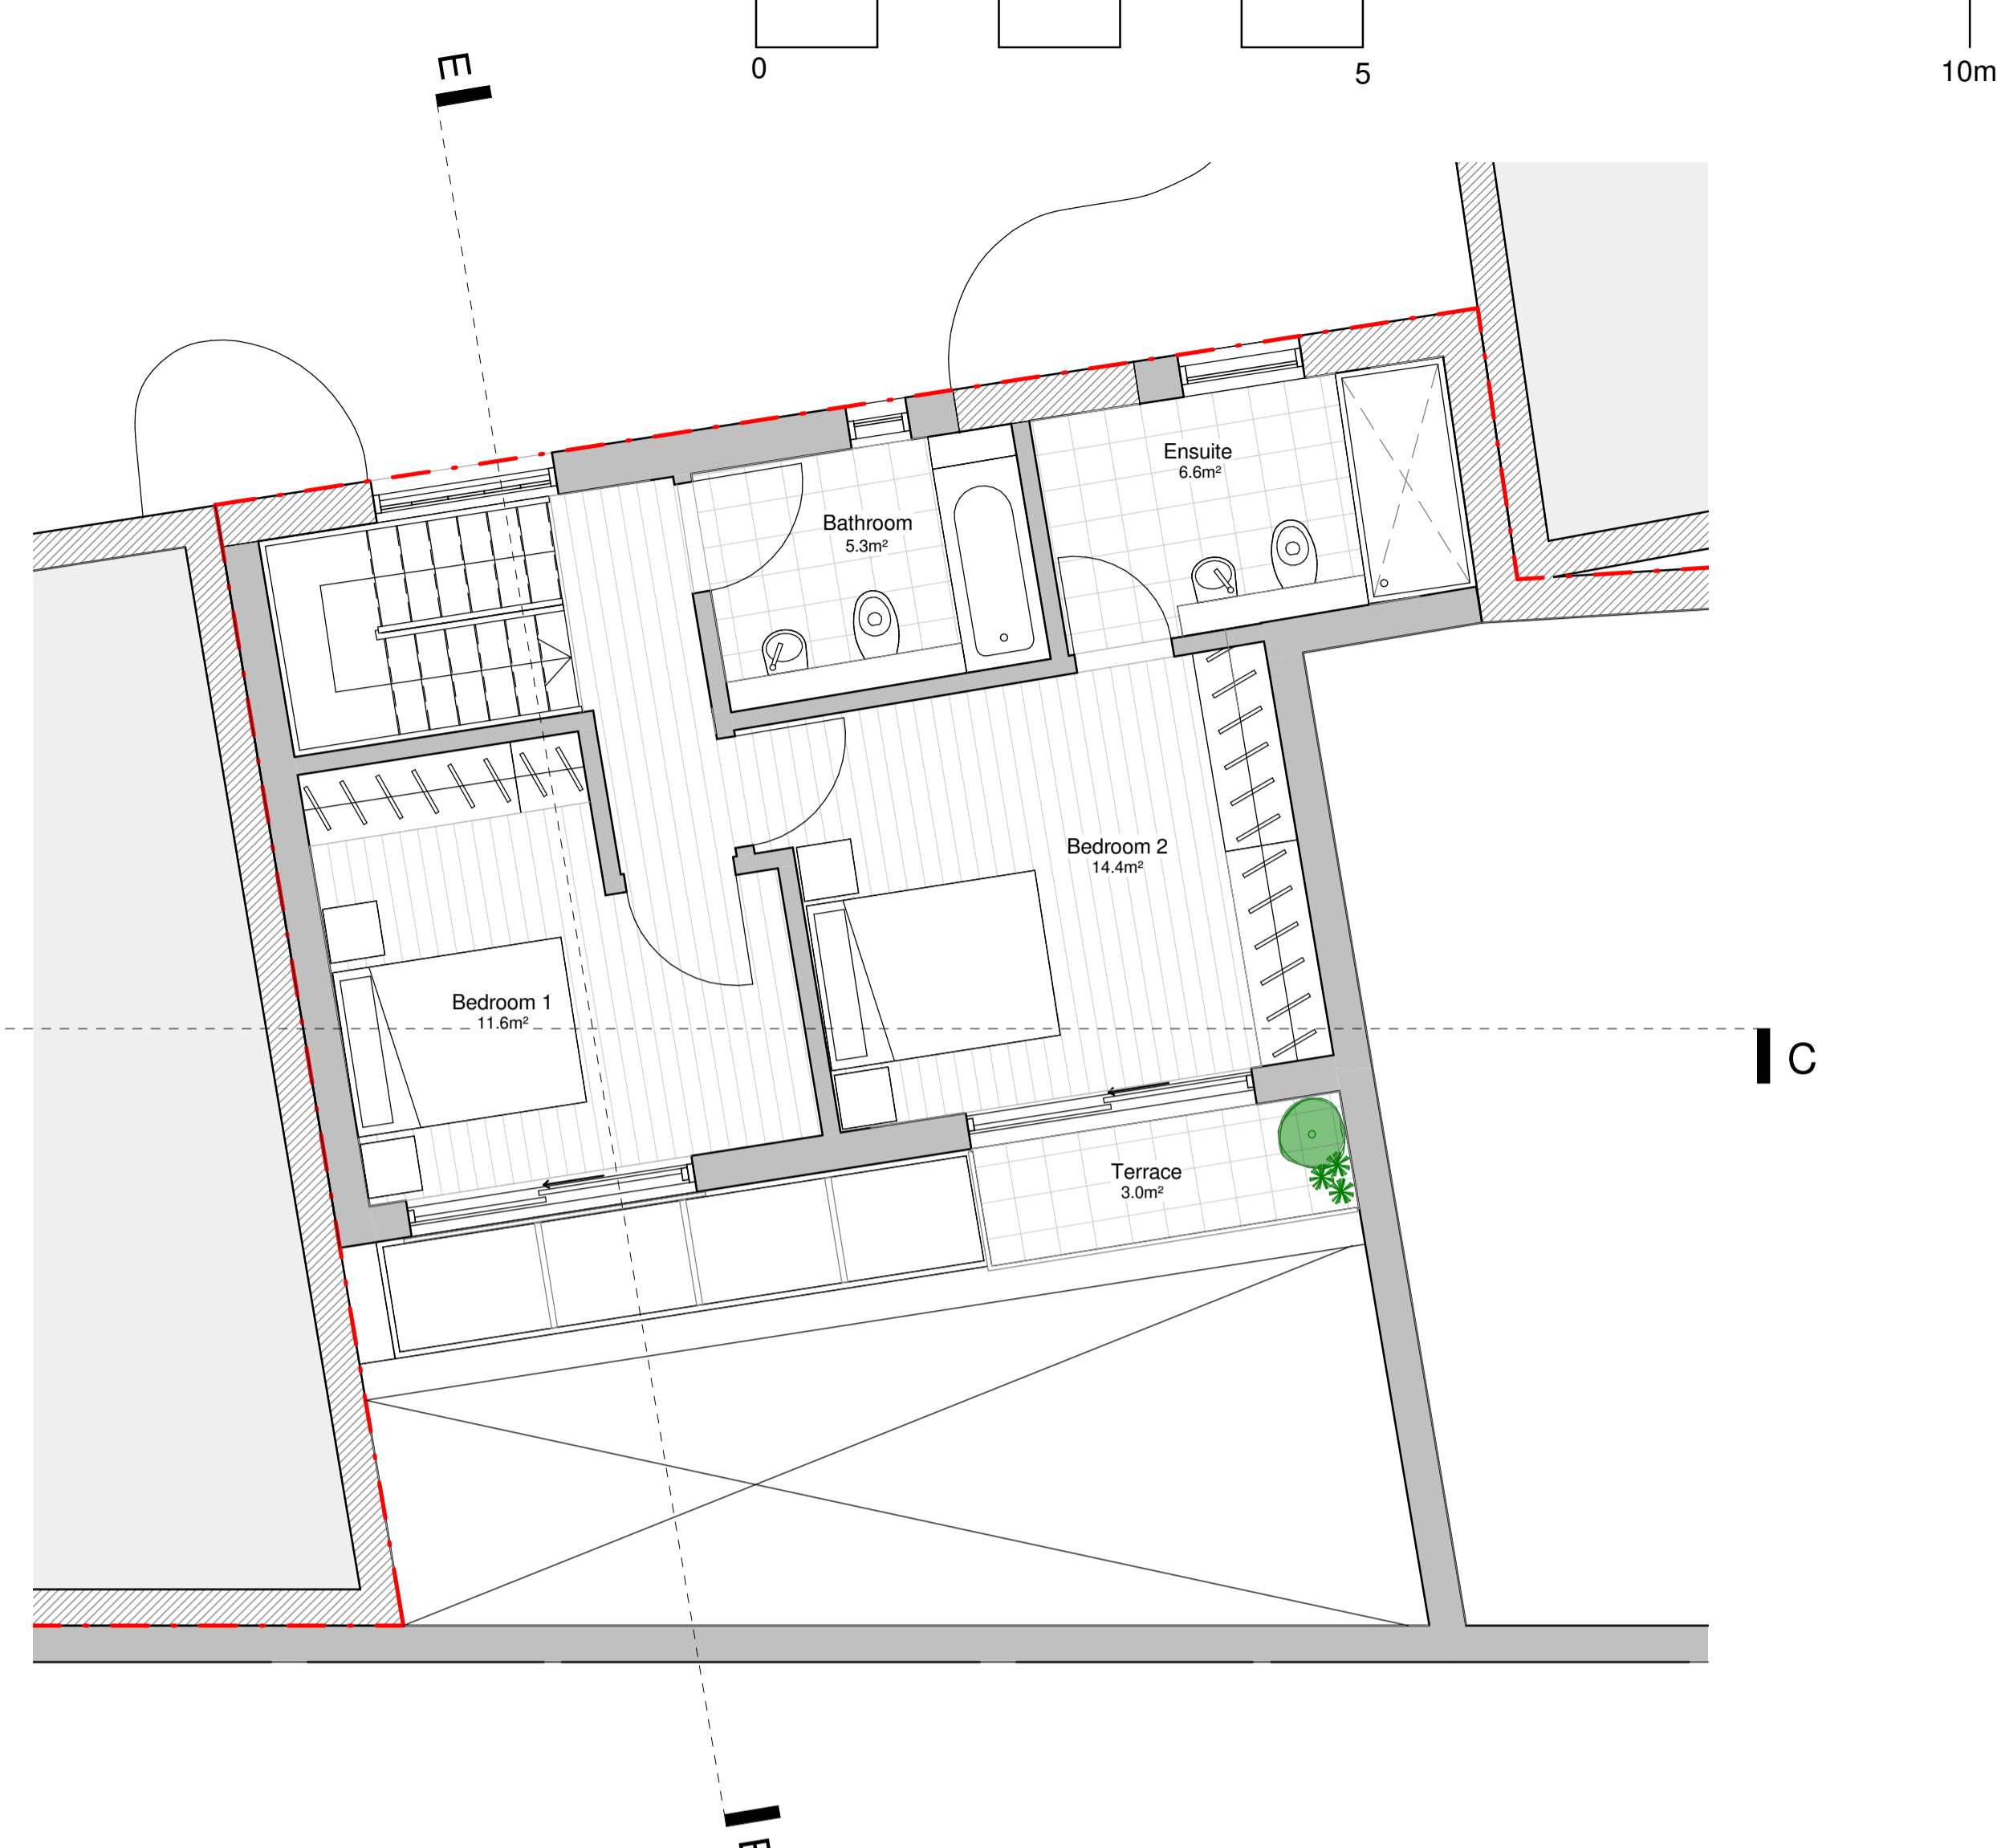 E
0
5
10m
Ensuite
6.6m²
Bathroom
5.3m²
Bedroom 2
14.4m²
Bedroom 1
11.6m²
C
Terrace
3.0m²
E